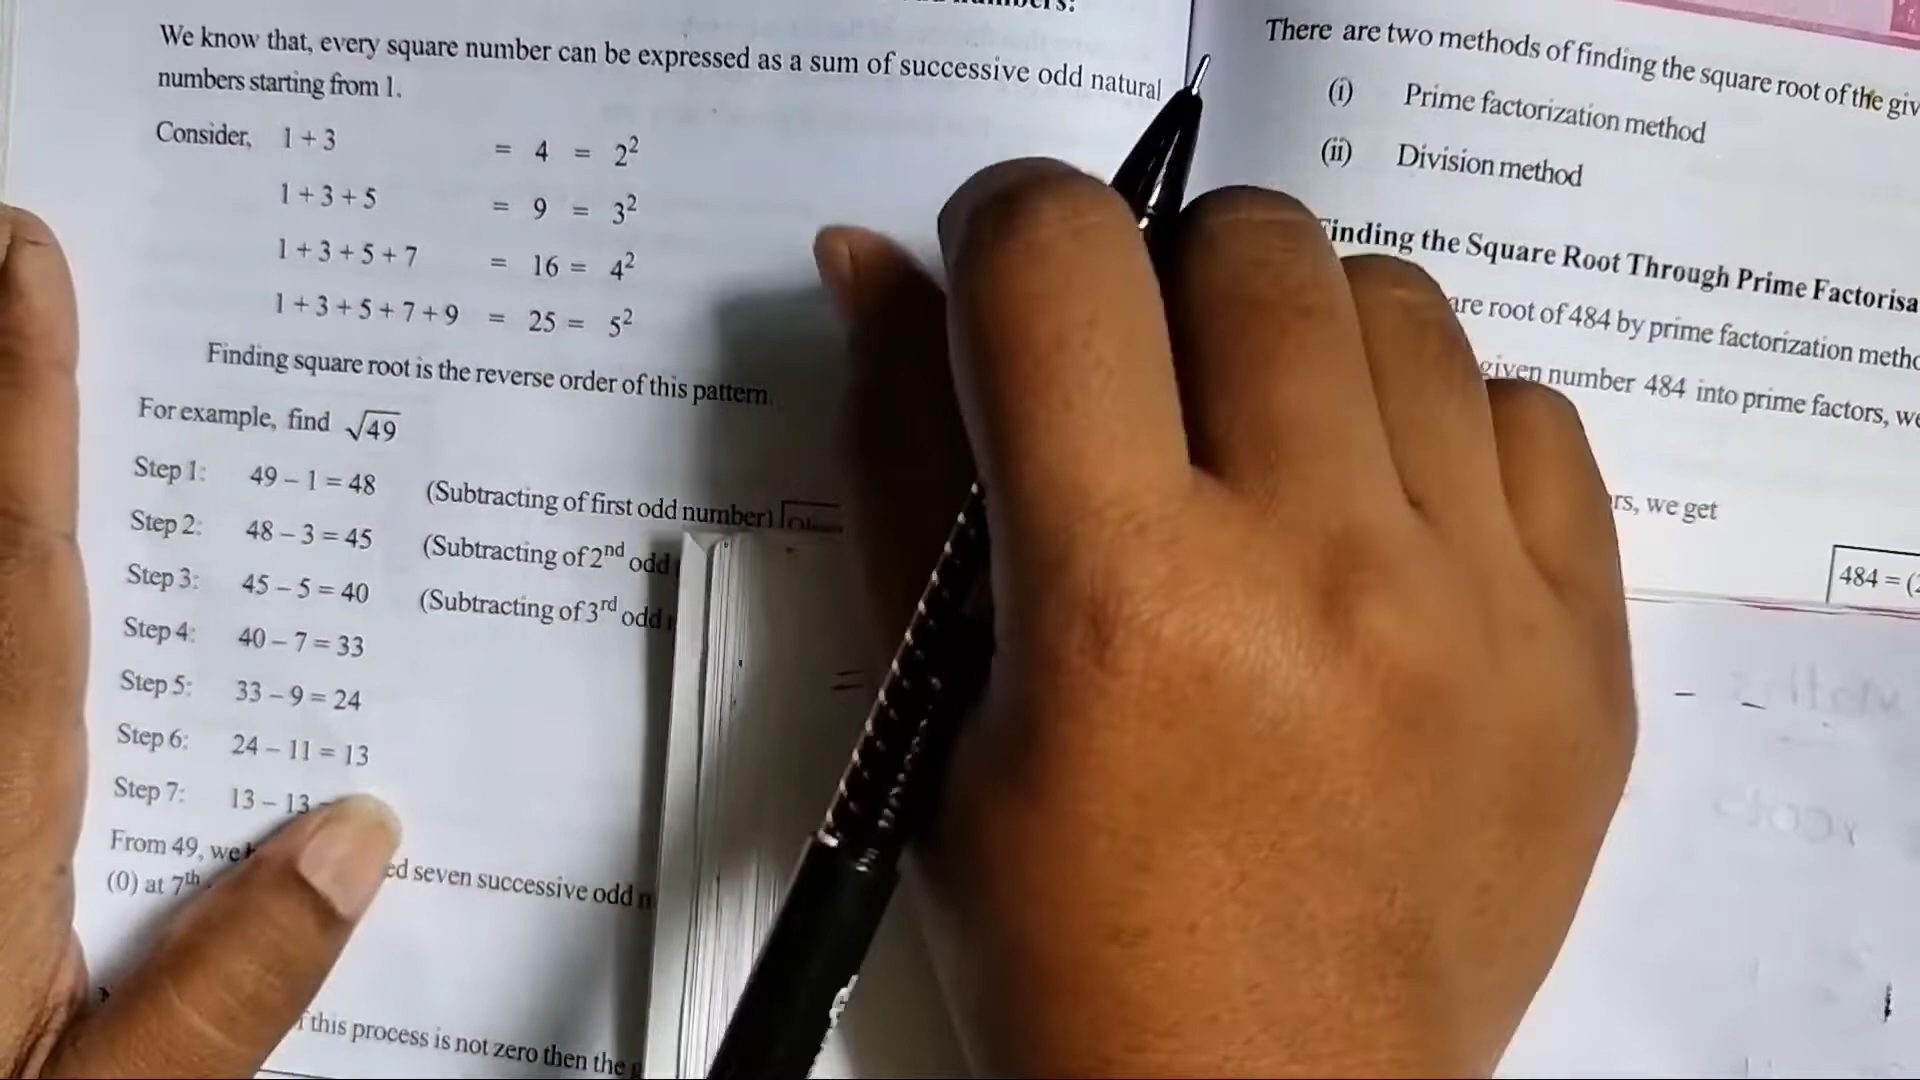 We know that, every square number can be expressed as a sum of successive odd natural
numbers starting from 1.
Consider, 1 + 3 = 4 = 2²
1 + 3 + 5 = 9 = 3²
1 + 3 + 5 + 7 = 16 = 4²
1 + 3 + 5 + 7 + 9 = 25 = 5²
Finding square root is the reverse order of this pattern.
For example, find √49
Step 1: 49 – 1 = 48 (Subtracting of first odd number)
Step 2: 48 – 3 = 45 (Subtracting of 2nd odd
Step 3: 45 – 5 = 40 (Subtracting of 3rd odd
Step 4: 40 – 7 = 33
Step 5: 33 – 9 = 24
Step 6: 24 – 11 = 13
Step 7: 13 – 13
From 49, we seven successive odd
(0) at 7th
this process is not zero then the
There are two methods of finding the square root of the
(i) Prime factorization method
(ii) Division method
Finding the Square Root Through Prime
root of 484 by prime factorization
given number 484 into prime factors,
we get
484 = (2